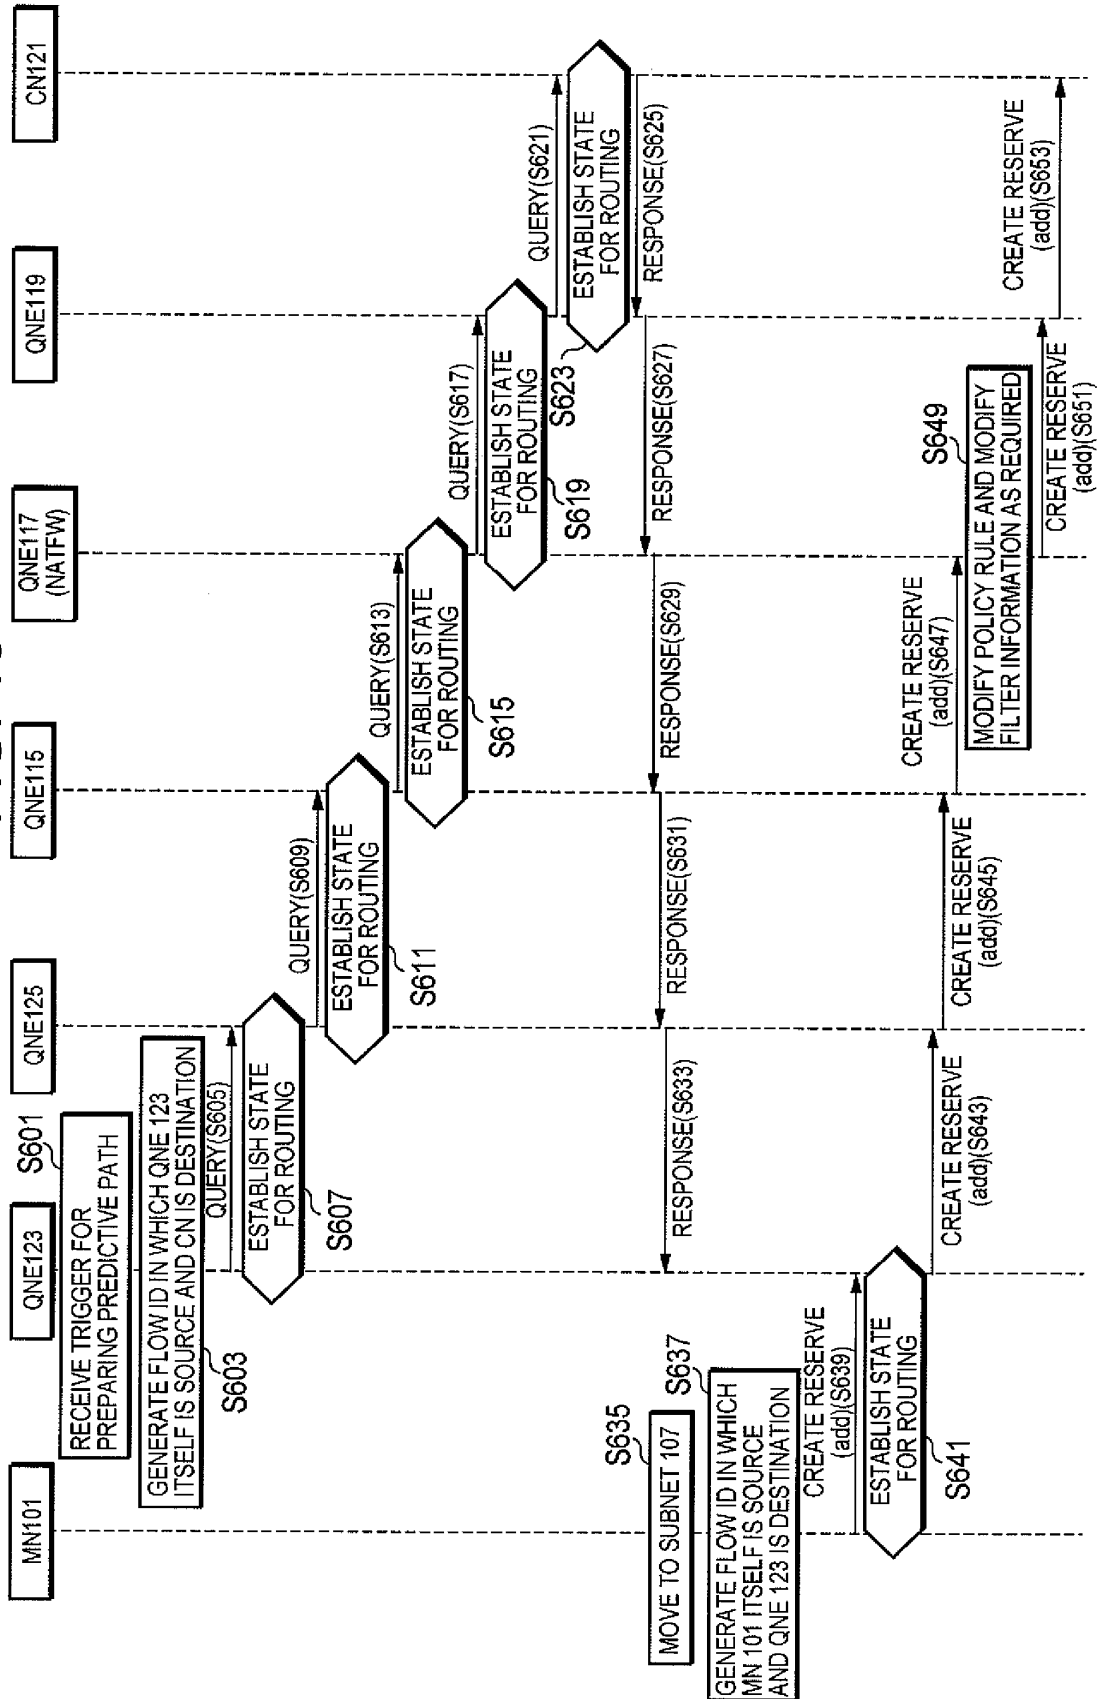 MN101
QNE123
QNE125
QNE115
QNE117
(NATFW)
QNE119
CN121
S601
RECEIVE TRIGGER FOR
PREPARING PREDICTIVE PATH
GENERATE FLOW ID IN WHICH QNE 123
ITSELF IS SOURCE AND CN IS DESTINATION
S603
QUERY(S605)
ESTABLISH STATE
FOR ROUTING
S607
QUERY(S609)
ESTABLISH STATE
FOR ROUTING
S611
QUERY(S613)
ESTABLISH STATE
FOR ROUTING
S615
QUERY(S617)
ESTABLISH STATE
FOR ROUTING
S619
QUERY(S621)
ESTABLISH STATE
FOR ROUTING
S623
RESPONSE(S625)
RESPONSE(S627)
RESPONSE(S629)
RESPONSE(S631)
RESPONSE(S633)
S635
MOVE TO SUBNET 107
S637
GENERATE FLOW ID IN WHICH
MN 101 ITSELF IS SOURCE
AND QNE 123 IS DESTINATION
CREATE RESERVE
(add)(S639)
ESTABLISH STATE
FOR ROUTING
S641
CREATE RESERVE
(add)(S643)
CREATE RESERVE
(add)(S645)
CREATE RESERVE
(add)(S647)
S649
MODIFY POLICY RULE AND MODIFY
FILTER INFORMATION AS REQUIRED
CREATE RESERVE
(add)(S651)
CREATE RESERVE
(add)(S653)